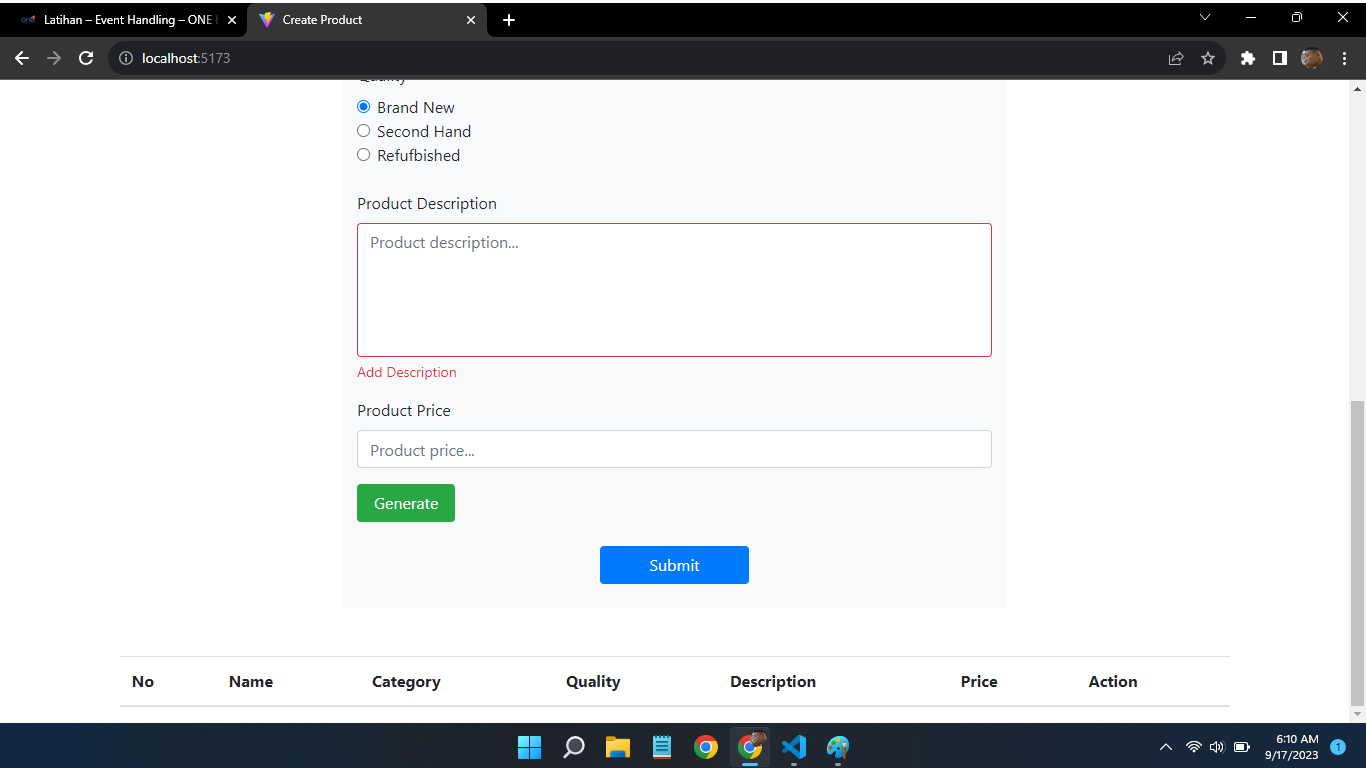 Latihan – Event Handling – ONE
Create Product
localhost:5173
Quality
Brand New
Second Hand
Refufbished
Product Description
Product description...
Add Description
Product Price
Product price...
Generate
Submit
No Name Category Quality Description Price Action
6:10 AM
9/17/2023
1